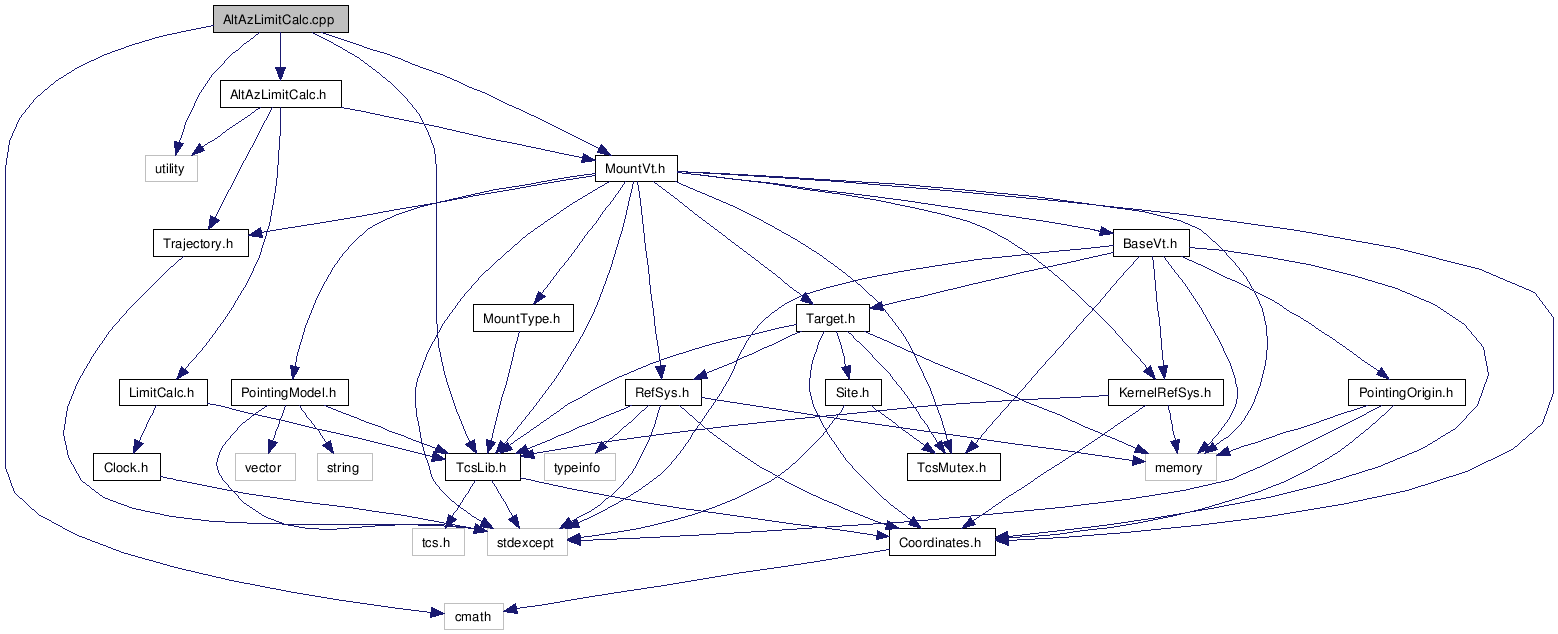 AltAzLimitCalc.cpp
AltAzLimitCalc.h
utility
MountVt.h
Trajectory.h
BaseVt.h
MountType.h
Target.h
LimitCalc.h
PointingModel.h
RefSys.h
Site.h
KernelRefSys.h
PointingOrigin.h
Clock.h
vector
string
TcsLib.h
typeinfo
TcsMutex.h
memory
tcs.h
stdexcept
Coordinates.h
cmath